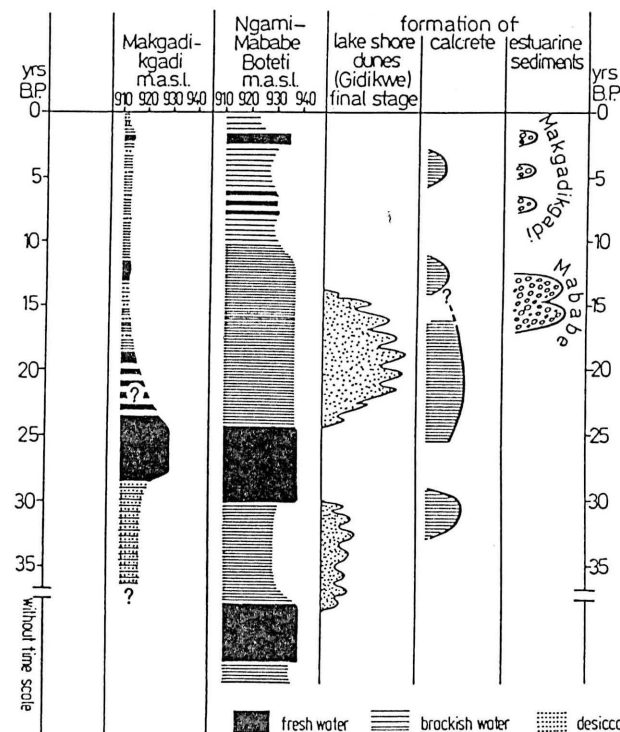 formation of
Makgadi-
kgadi
m.a.s.l.
Ngami-
Mababe
Boteti
m.a.s.l.
lake shore
dunes
(Gidikwe)
final stage
calcrete
estuarine
sediments
yrs
B.P.
910 920 930 940
910 930 940
yrs
B.P.
0
5
10
15
20
25
30
35
without time scale
?
?
?
Makgadikgadi
Mababe
0
5
10
15
20
25
30
35
fresh water
brackish water
desicca